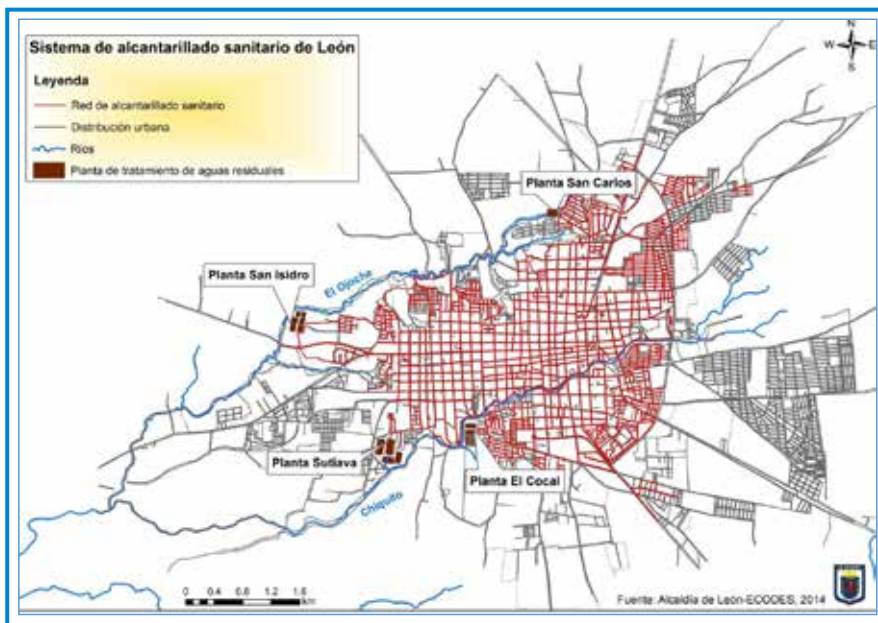 Sistema de alcantarillado sanitario de León
Leyenda
Red de alcantarillado sanitario
Distribución urbana
Ríos
Planta de tratamiento de aguas residuales
N
W E
S
Planta San Carlos
Planta San Isidro
El Ojoche
Planta Sutiava
Planta El Cocal
Chiquito
0 0.4 0.8 1.2 1.6
Km
Fuente: Alcaldía de León-ECODES, 2014